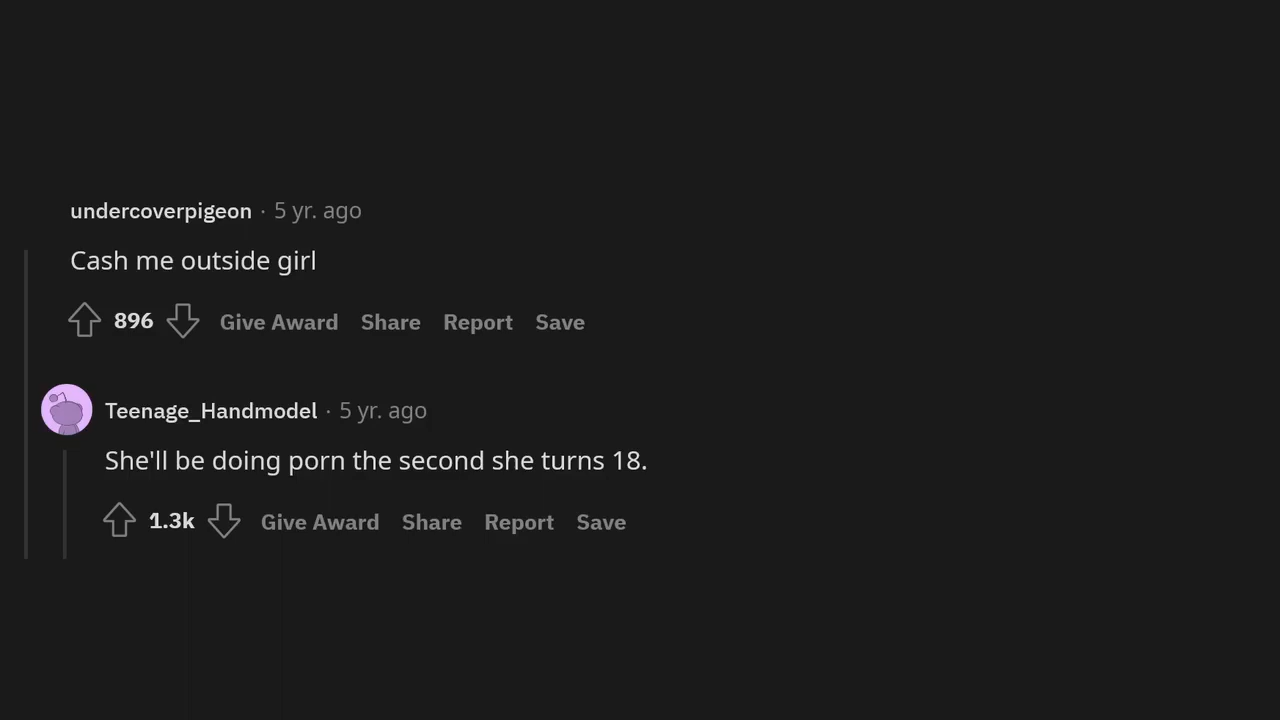 undercoverpigeon · 5 yr. ago
Cash me outside girl
896 Give Award Share Report Save
Teenage_Handmodel · 5 yr. ago
She'll be doing porn the second she turns 18.
1.3k Give Award Share Report Save